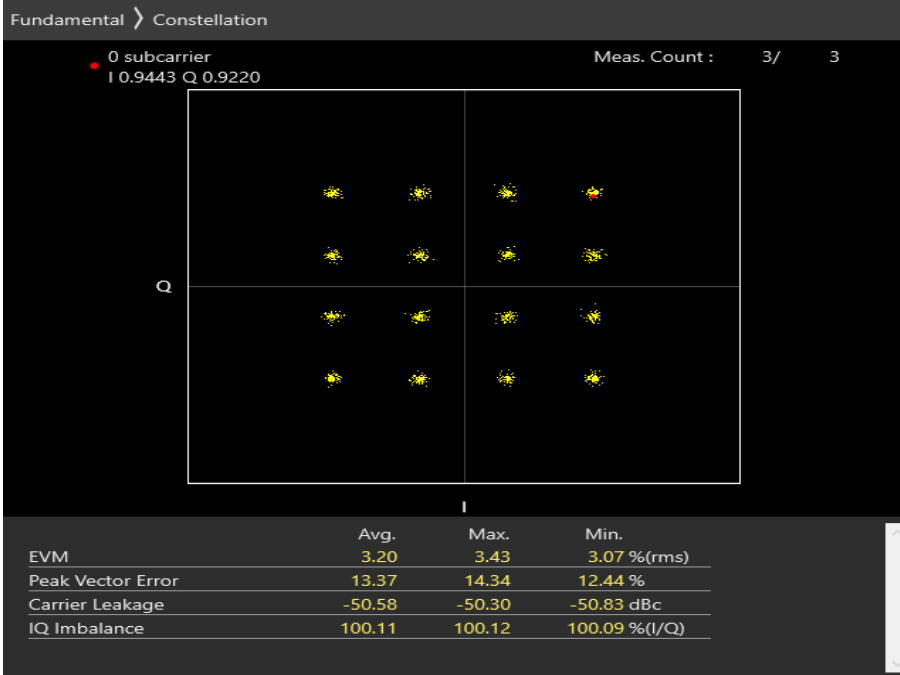 Fundamental 〉 Constellation
0 subcarrier
I 0.9443 Q 0.9220
Meas. Count : 3/ 3
Q
I
Avg. Max. Min.
EVM 3.20 3.43 3.07 %(rms)
Peak Vector Error 13.37 14.34 12.44 %
Carrier Leakage -50.58 -50.30 -50.83 dBc
IQ Imbalance 100.11 100.12 100.09 %(I/Q)